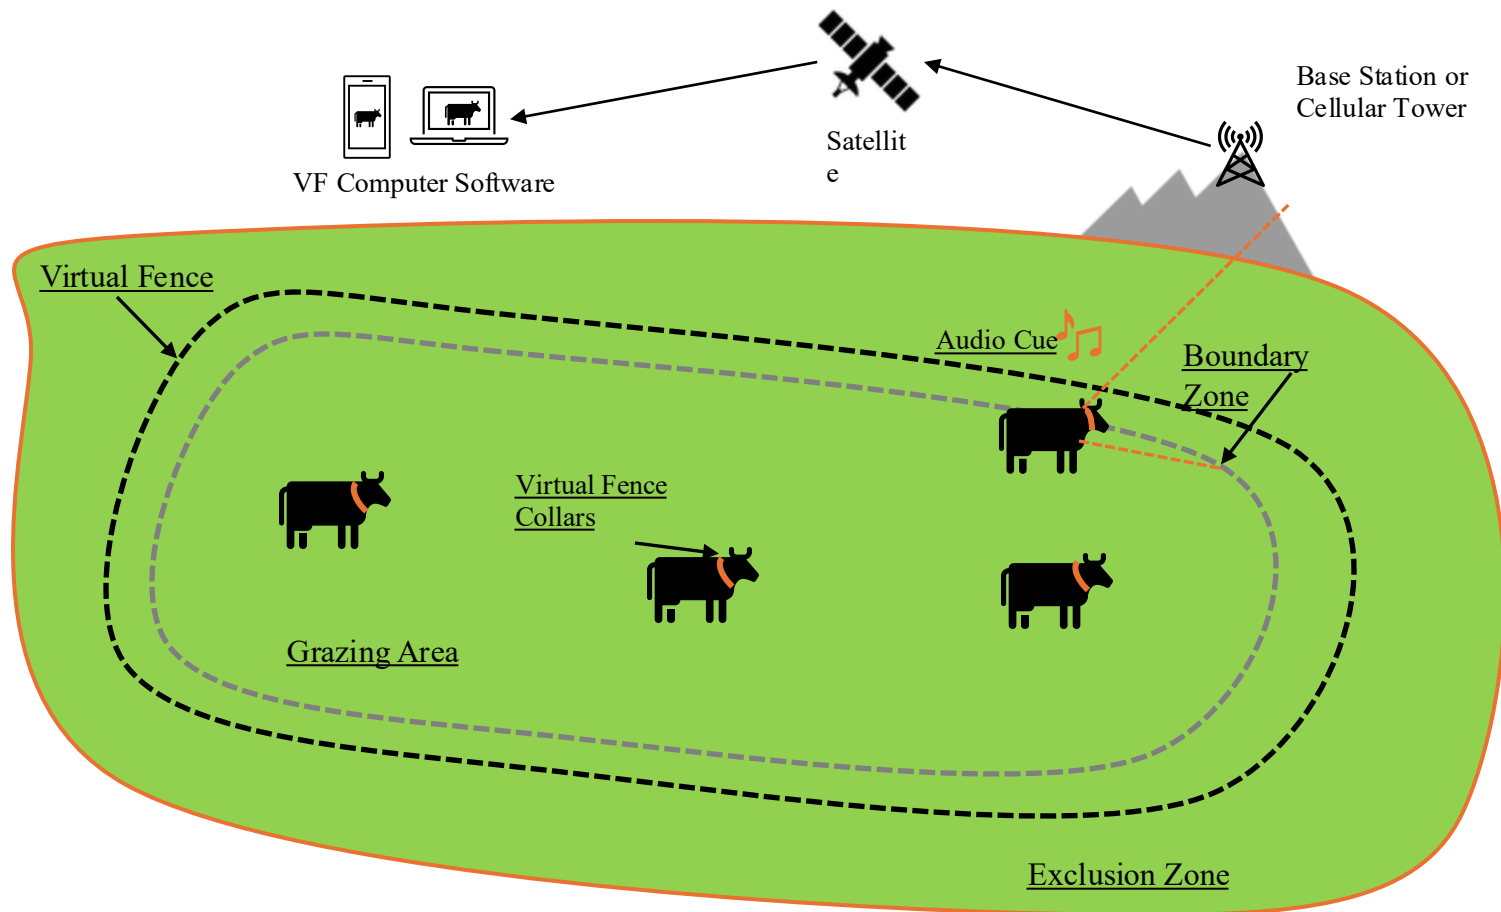 Base Station or
Cellular Tower
Satellit
e
VF Computer Software
Virtual Fence
Audio Cue
Boundary
Zone
Virtual Fence
Collars
Grazing Area
Exclusion Zone